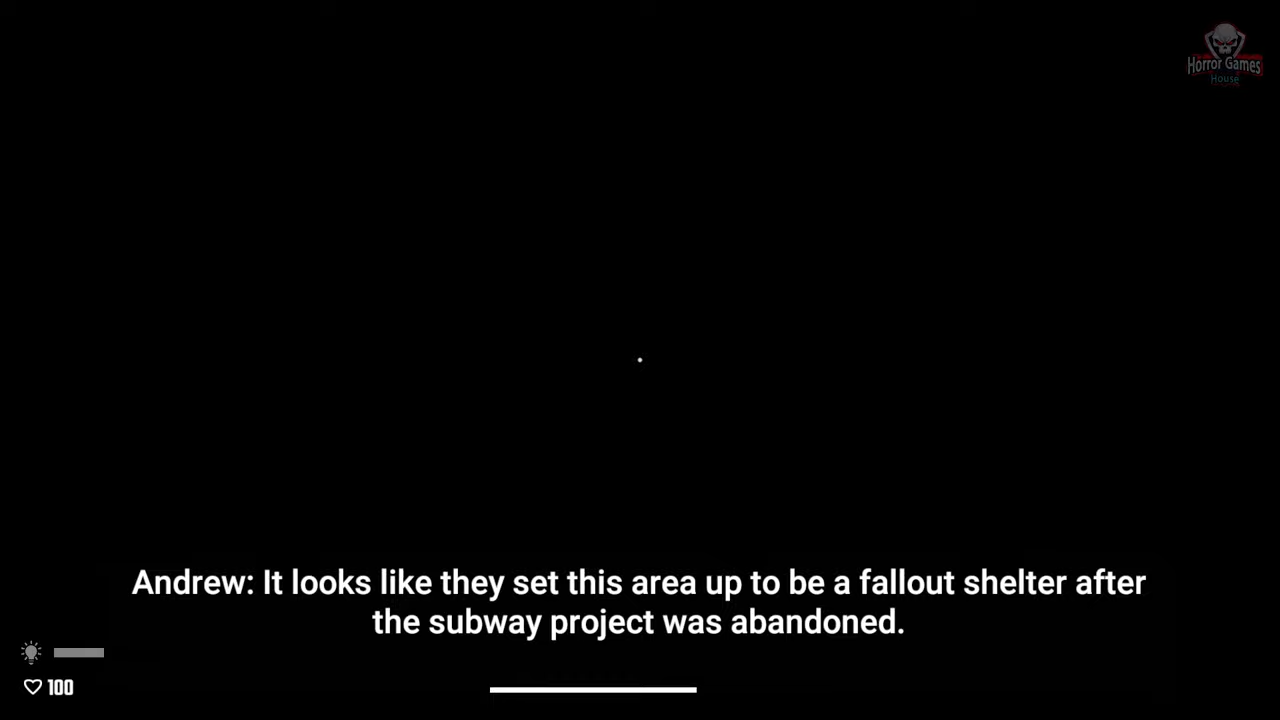 Horror Games
House
Andrew: It looks like they set this area up to be a fallout shelter after
the subway project was abandoned.
100